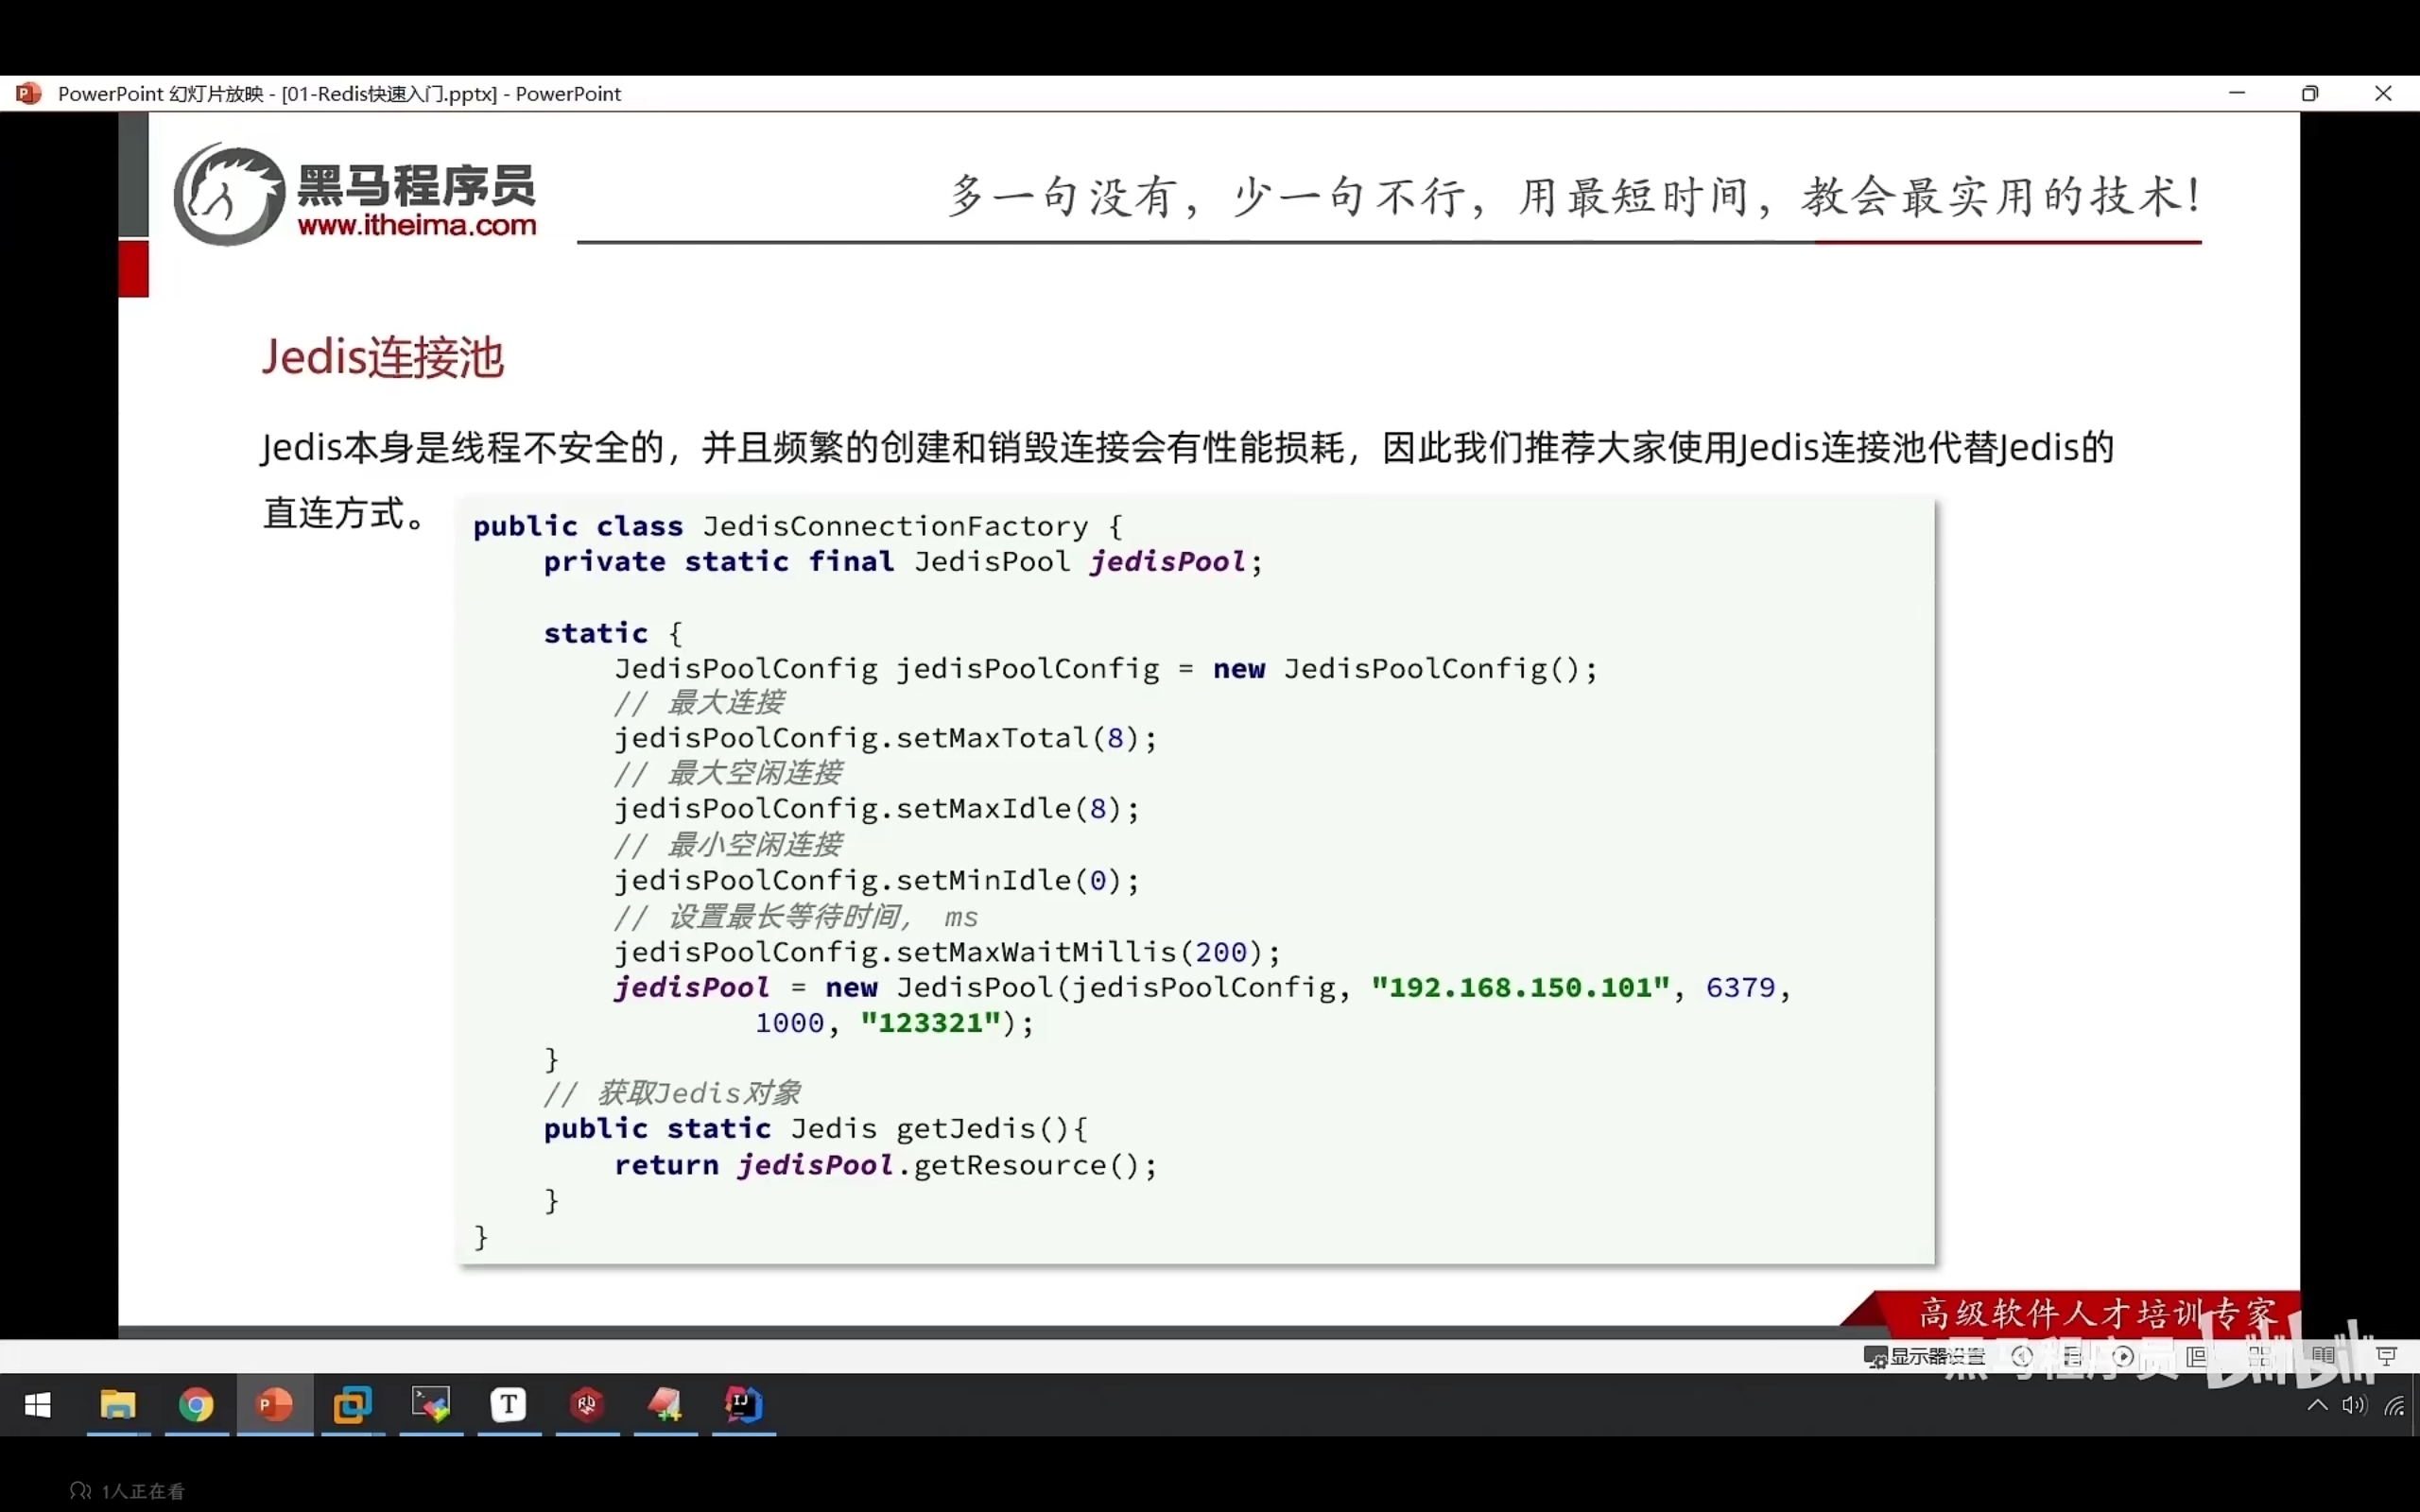 PowerPoint 幻灯片放映 - [01-Redis快速入门.pptx] - PowerPoint
黑马程序员
www.itheima.com
多一句没有，少一句不行，用最短时间，教会最实用的技术！
Jedis连接池
Jedis本身是线程不安全的，并且频繁的创建和销毁连接会有性能损耗，因此我们推荐大家使用Jedis连接池代替Jedis的
直连方式。
public class JedisConnectionFactory {
    private static final JedisPool jedisPool;
    static {
        JedisPoolConfig jedisPoolConfig = new JedisPoolConfig();
        // 最大连接
        jedisPoolConfig.setMaxTotal(8);
        // 最大空闲连接
        jedisPoolConfig.setMaxIdle(8);
        // 最小空闲连接
        jedisPoolConfig.setMinIdle(0);
        // 设置最长等待时间， ms
        jedisPoolConfig.setMaxWaitMillis(200);
        jedisPool = new JedisPool(jedisPoolConfig, "192.168.150.101", 6379,
                1000, "123321");
    }
    // 获取Jedis对象
    public static Jedis getJedis(){
        return jedisPool.getResource();
    }
}
高级软件人才培训专家
显示器设置
黑马程序员 bilibili
1人正在看